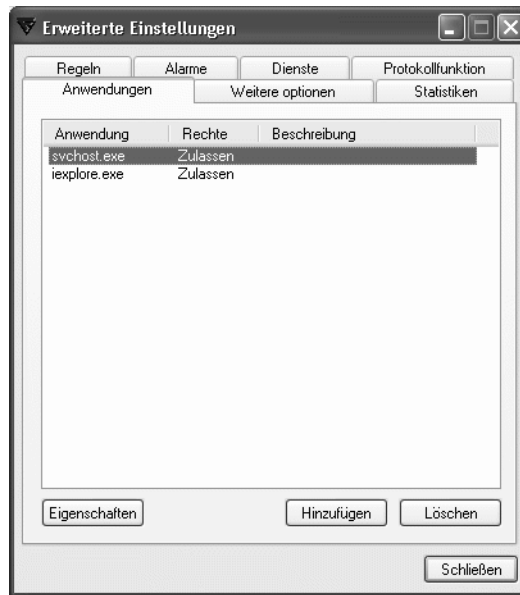 Erweiterte Einstellungen
Regeln Alarme Dienste Protokollfunktion
Anwendungen Weitere optionen Statistiken
Anwendung Rechte Beschreibung
svchost.exe Zulassen
iexplore.exe Zulassen
Eigenschaften Hinzufügen Löschen
Schließen